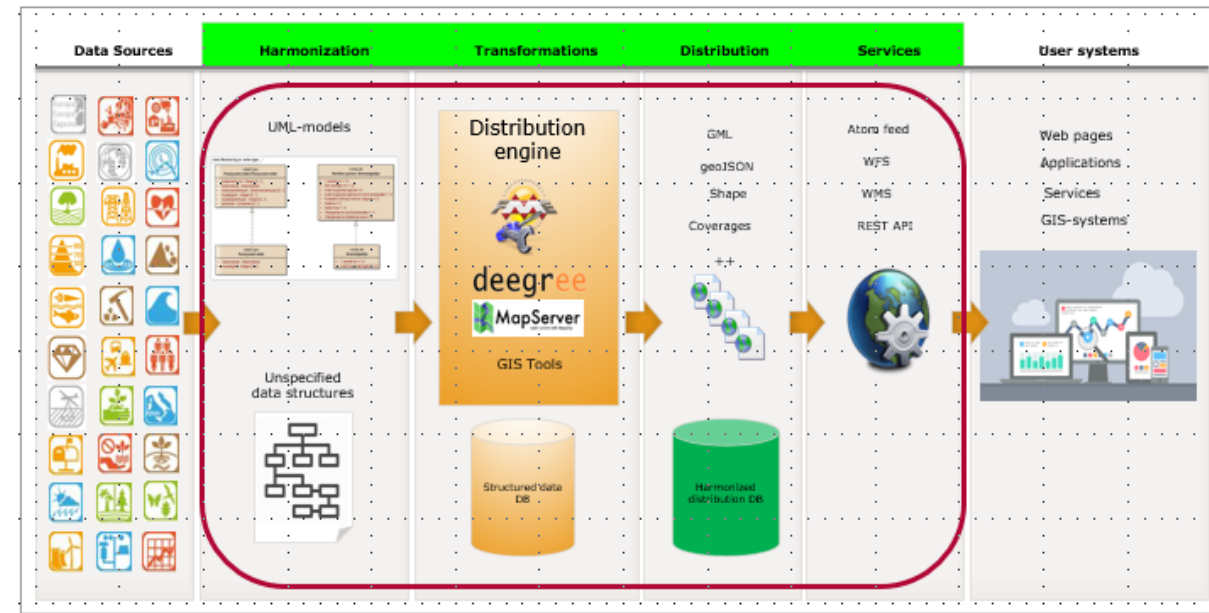 Data Sources
Harmonization
Transformations
Distribution
Services
User systems
UML-models
Unspecified
data structures
Distribution
engine
deegree
MapServer
GIS Tools
Structured data
DB
GML
geoJSON
Shape
Coverages
++
Harmonized
distribution DB
Atom feed
WFS
WMS
REST API
Web pages
Applications
Services
GIS-systems